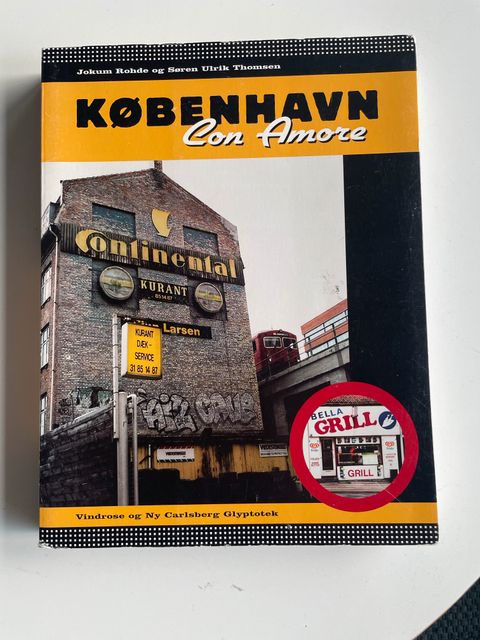 Jokum Rohde og Søren Ulrik Thomsen
KØBENHAVN
Con Amore
Continental
KURANT
Larsen
KURANT
DÆK-
SERVICE
31 85 14 87
BELLA
GRILL
GRILL
Vindrose og Ny Carlsberg Glyptotek